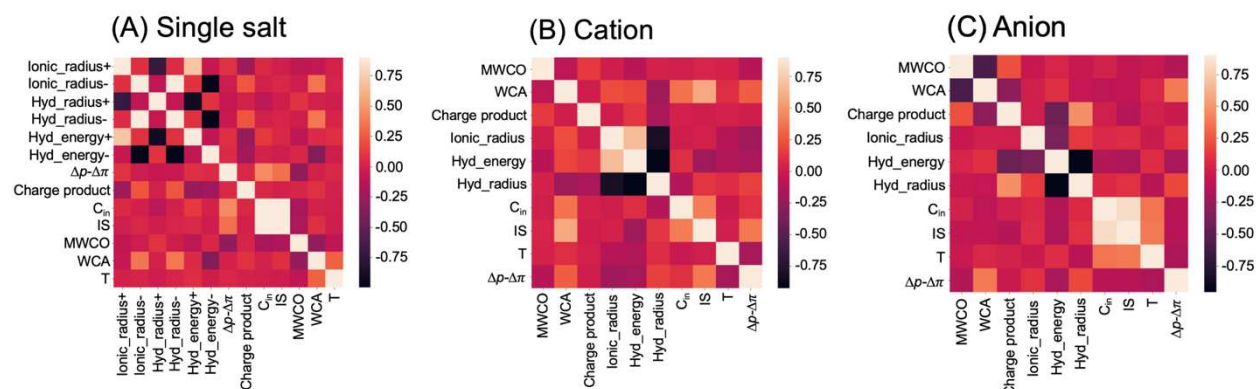 (A) Single salt
Ionic_radius+
Ionic_radius-
Hyd_radius+
Hyd_radius-
Hyd_energy+
Hyd_energy-
Δp-Δπ
Charge product
C_in
IS
MWCO
WCA
T
Ionic_radius+
Ionic_radius-
Hyd_radius+
Hyd_radius-
Hyd_energy+
Hyd_energy-
Δp-Δπ
Charge product
C_in
IS
MWCO
WCA
T
0.75
0.50
0.25
0.00
-0.25
-0.50
-0.75
(B) Cation
MWCO
WCA
Charge product
Ionic_radius
Hyd_energy
Hyd_radius
C_in
IS
T
Δp-Δπ
MWCO
WCA
Charge product
Ionic_radius
Hyd_energy
Hyd_radius
C_in
IS
T
Δp-Δπ
0.75
0.50
0.25
0.00
-0.25
-0.50
-0.75
(C) Anion
MWCO
WCA
Charge product
Ionic_radius
Hyd_energy
Hyd_radius
C_in
IS
T
Δp-Δπ
MWCO
WCA
Charge product
Ionic_radius
Hyd_energy
Hyd_radius
C_in
IS
T
Δp-Δπ
0.75
0.50
0.25
0.00
-0.25
-0.50
-0.75